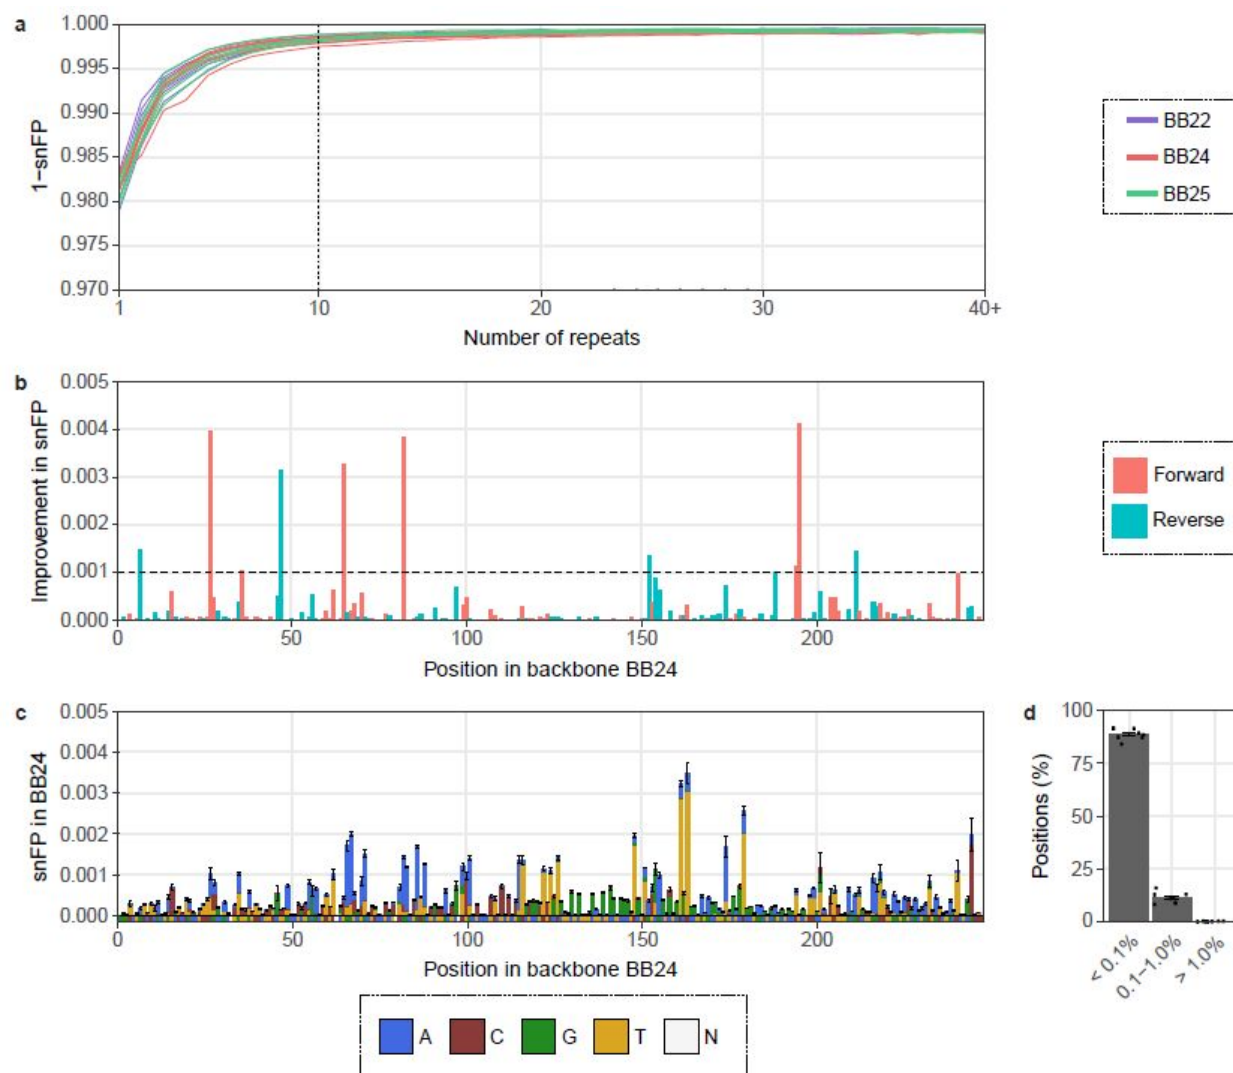 a
1.000
0.995
0.990
0.985
0.980
0.975
0.970
1−snFP
1
10
20
30
40+
Number of repeats
BB22
BB24
BB25
b
0.005
0.004
0.003
0.002
0.001
0.000
Improvement in snFP
0
50
100
150
200
Position in backbone BB24
Forward
Reverse
c
0.005
0.004
0.003
0.002
0.001
0.000
snFP in BB24
0
50
100
150
200
Position in backbone BB24
A
C
G
T
N
d
100
75
50
25
0
Positions (%)
< 0.1%
0.1−1.0%
> 1.0%